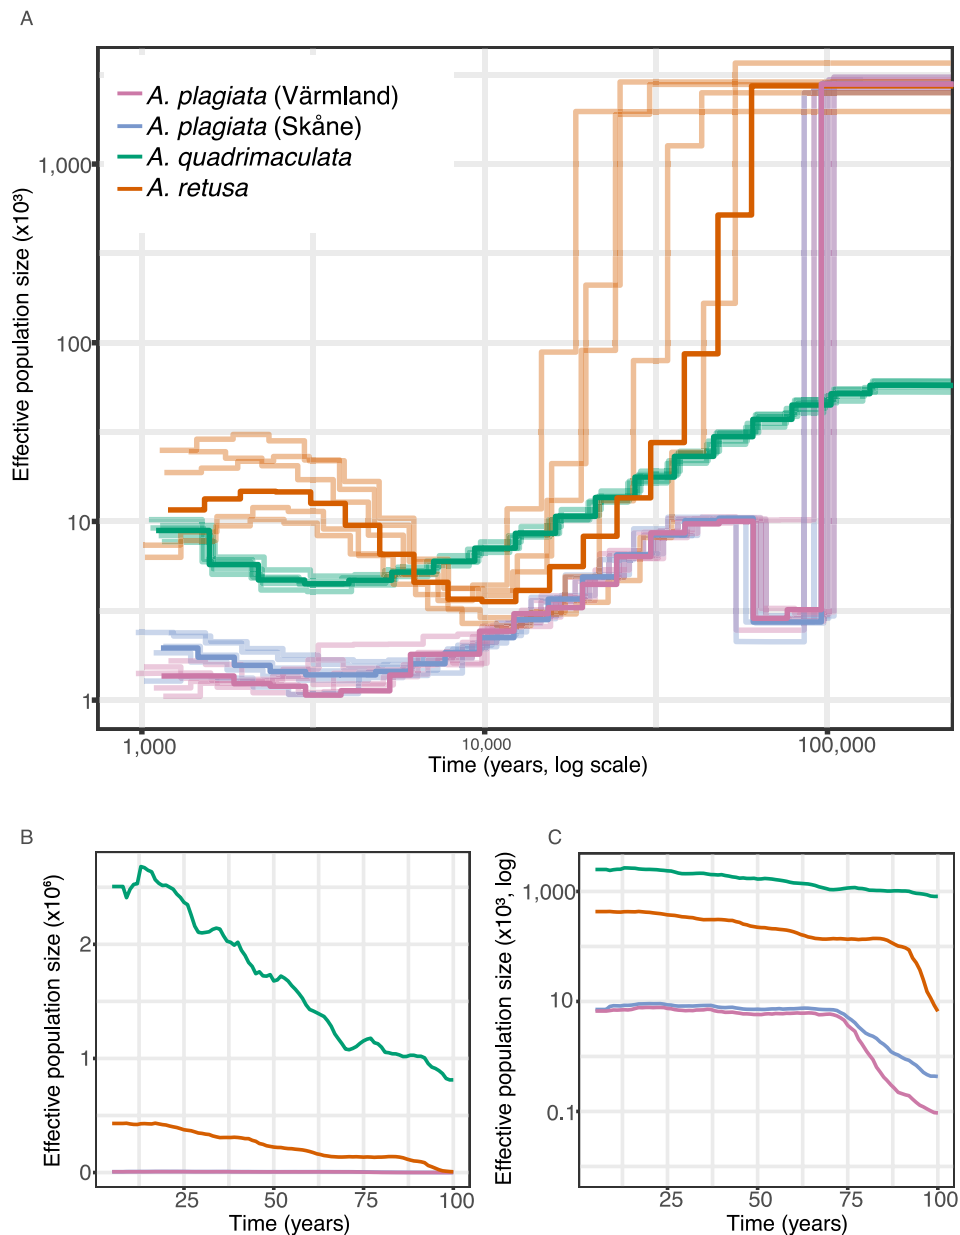 A
A. plagiata (Värmland)
A. plagiata (Skåne)
A. quadrimaculata
A. retusa
Effective population size (x10³)
1,000
100
10
1
1,000
10,000
100,000
Time (years, log scale)
B
Effective population size (x10⁶)
2
1
0
25
50
75
100
Time (years)
C
Effective population size (x10³, log)
1,000
10
0.1
25
50
75
100
Time (years)